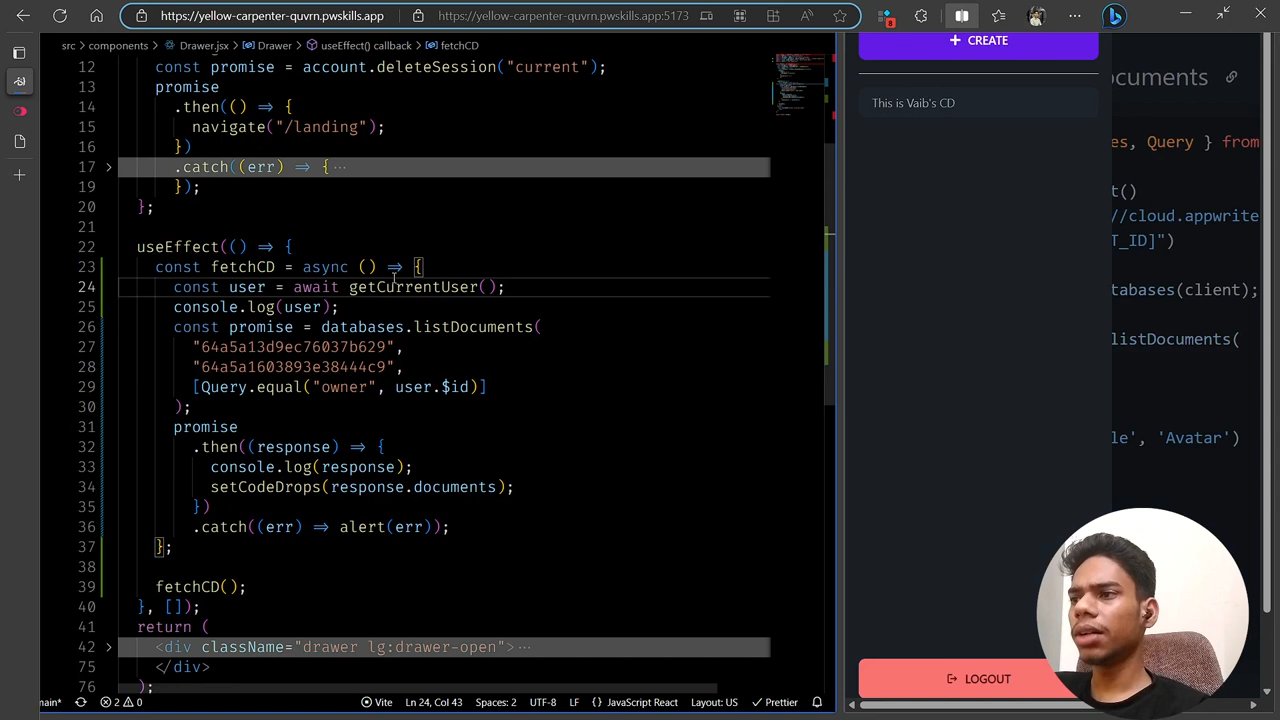 https://yellow-carpenter-quvrn.pwskills.app
https://yellow-carpenter-quvrn.pwskills.app:5173
8
src > components > Drawer.jsx > Drawer > useEffect() callback > fetchCD
12 const promise = account.deleteSession("current");
13 promise
14 .then(() => {
15 navigate("/landing");
16 })
17 .catch((err) => { ...
19 });
20 };
21
22 useEffect(() => {
23 const fetchCD = async () => {
24 const user = await getCurrentUser();
25 console.log(user);
26 const promise = databases.listDocuments(
27 "64a5a13d9ec76037b629",
28 "64a5a1603893e38444c9",
29 [Query.equal("owner", user.$id)]
30 );
31 promise
32 .then((response) => {
33 console.log(response);
34 setCodeDrops(response.documents);
35 })
36 .catch((err) => alert(err));
37 };
38
39 fetchCD();
40 }, []);
41 return (
42 <div className="drawer lg:drawer-open"> ...
75 </div>
76 );
main* 2 0 Vite Ln 24, Col 43 Spaces: 2 UTF-8 LF {} JavaScript React Layout: US Prettier
+ CREATE
This is Vaib's CD
LOGOUT
ocuments
es, Query } from
t()
//cloud.appwrite
T_ID]")
tabases(client);
listDocuments(
le', 'Avatar')